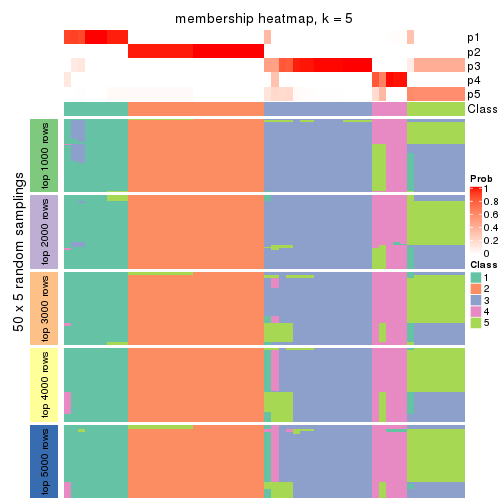 membership heatmap, k = 5
p1
p2
p3
p4
p5
Class
50 x 5 random samplings
top 1000 rows
top 2000 rows
top 3000 rows
top 4000 rows
top 5000 rows
Prob
1
0.8
0.6
0.4
0.2
0
Class
1
2
3
4
5